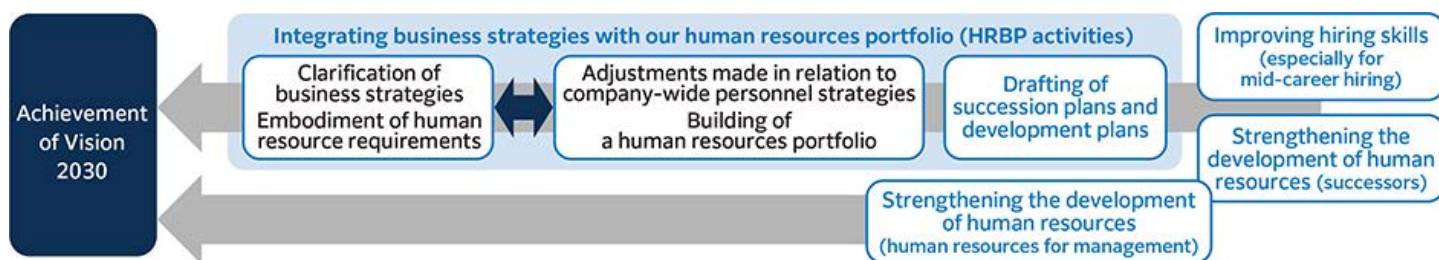 Achievement
of Vision
2030
Integrating business strategies with our human resources portfolio (HRBP activities)
Clarification of
business strategies
Embodiment of human
resource requirements
Adjustments made in relation to
company-wide personnel strategies
Building of
a human resources portfolio
Drafting of
succession plans and
development plans
Improving hiring skills
(especially for
mid-career hiring)
Strengthening the
development of human
resources (successors)
Strengthening the development
of human resources
(human resources for management)